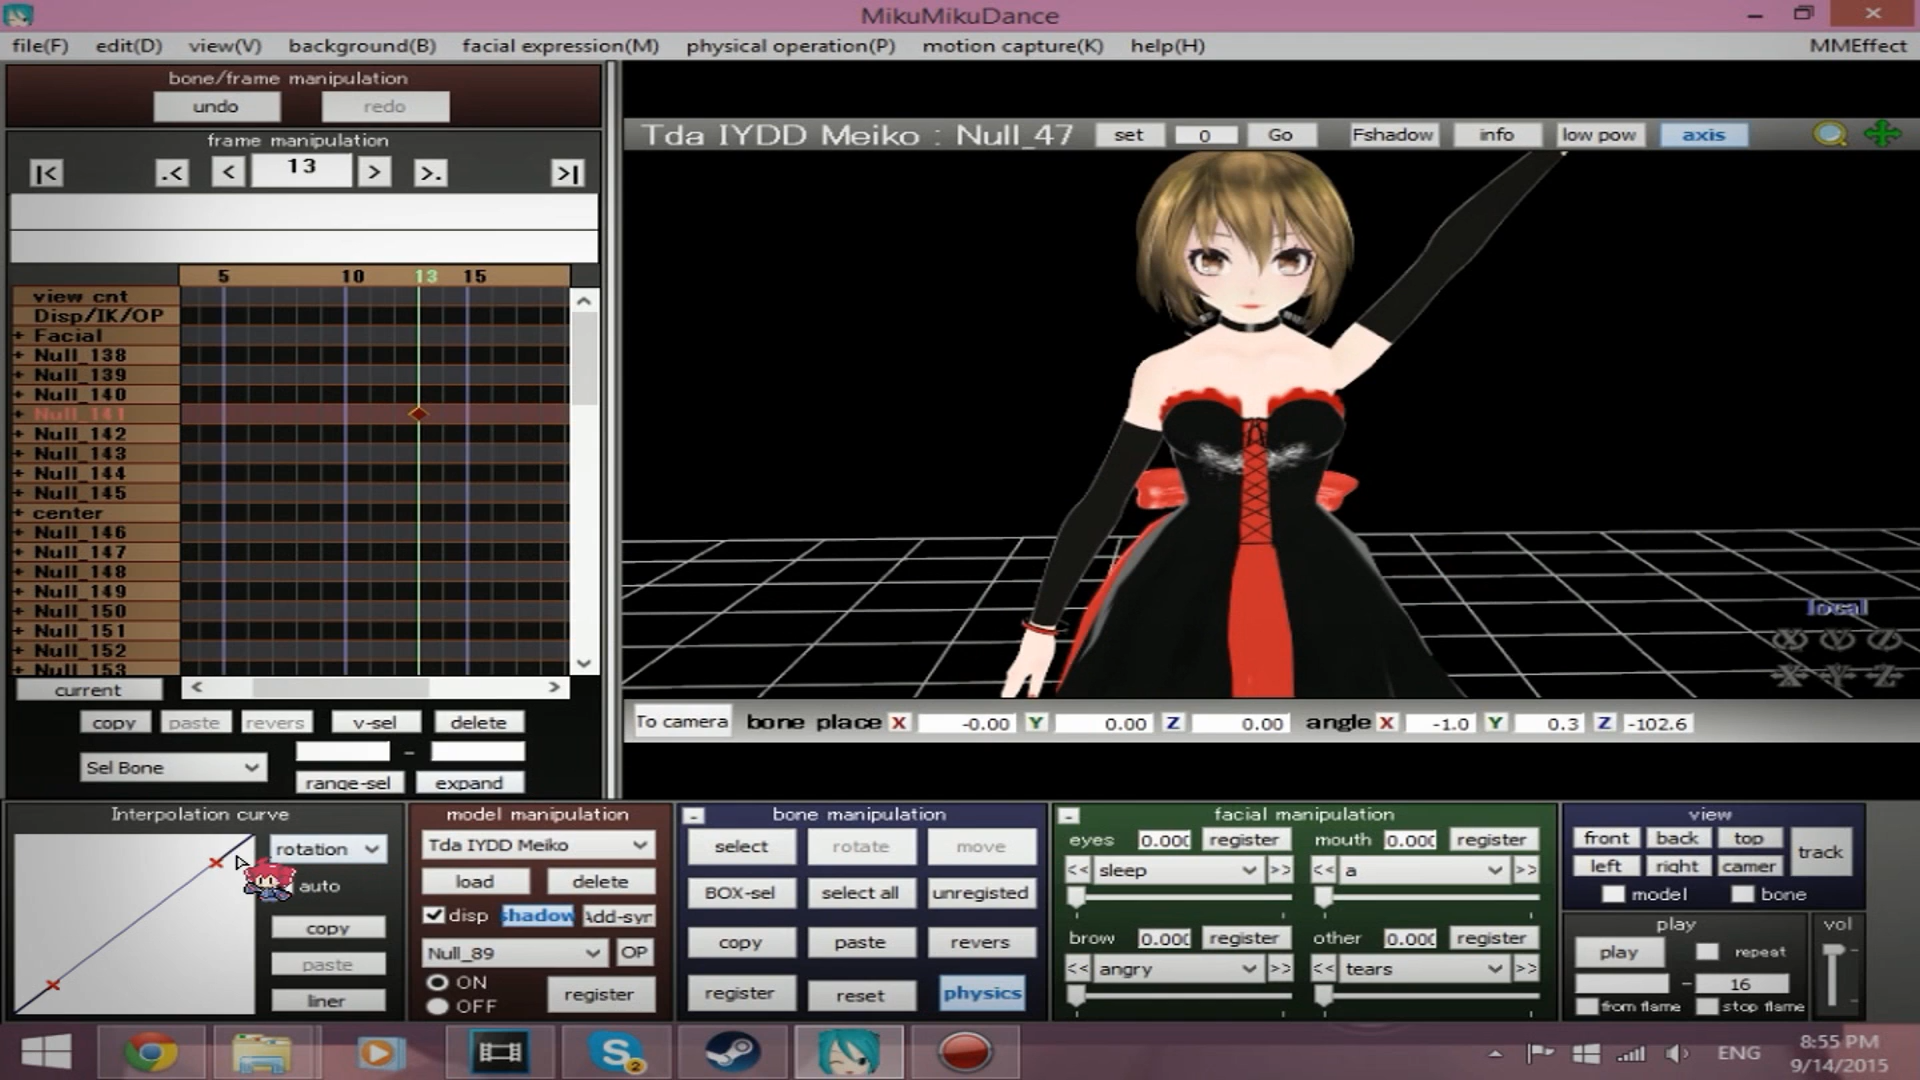 MikuMikuDance
file(F) edit(D) view(V) background(B) facial expression(M) physical operation(P) motion capture(K) help(H) MMEffect
bone/frame manipulation
undo redo
frame manipulation
|< .< < 13 > >. >|
Tda IYDD Meiko : Null_47 set 0 Go Fshadow info low pow axis
5 10 13 15
view cnt
Disp/IK/OP
+ Facial
+ Null_138
+ Null_139
+ Null_140
+ Null_141
+ Null_142
+ Null_143
+ Null_144
+ Null_145
+ center
+ Null_146
+ Null_147
+ Null_148
+ Null_149
+ Null_150
+ Null_151
+ Null_152
+ Null_153
local
X Y Z
X Y Z
current
copy paste revers v-sel delete
Sel Bone -
range-sel expand
To camera bone place X -0.00 Y 0.00 Z 0.00 angle X -1.0 Y 0.3 Z -102.6
Interpolation curve
rotation
auto
copy
paste
liner
model manipulation
Tda IYDD Meiko
load delete
disp shadow Add-syn
Null_89 OP
ON
OFF
register
- bone manipulation
select rotate move
BOX-sel select all unregisted
copy paste revers
register reset physics
- facial manipulation
eyes 0.000 register mouth 0.000 register
<< sleep >> << a >>
brow 0.000 register other 0.000 register
<< angry >> << tears >>
view
front back top
left right camer
track
model bone
play
play repeat
- 16
from flame stop flame
vol
2
ENG
8:55 PM
9/14/2015